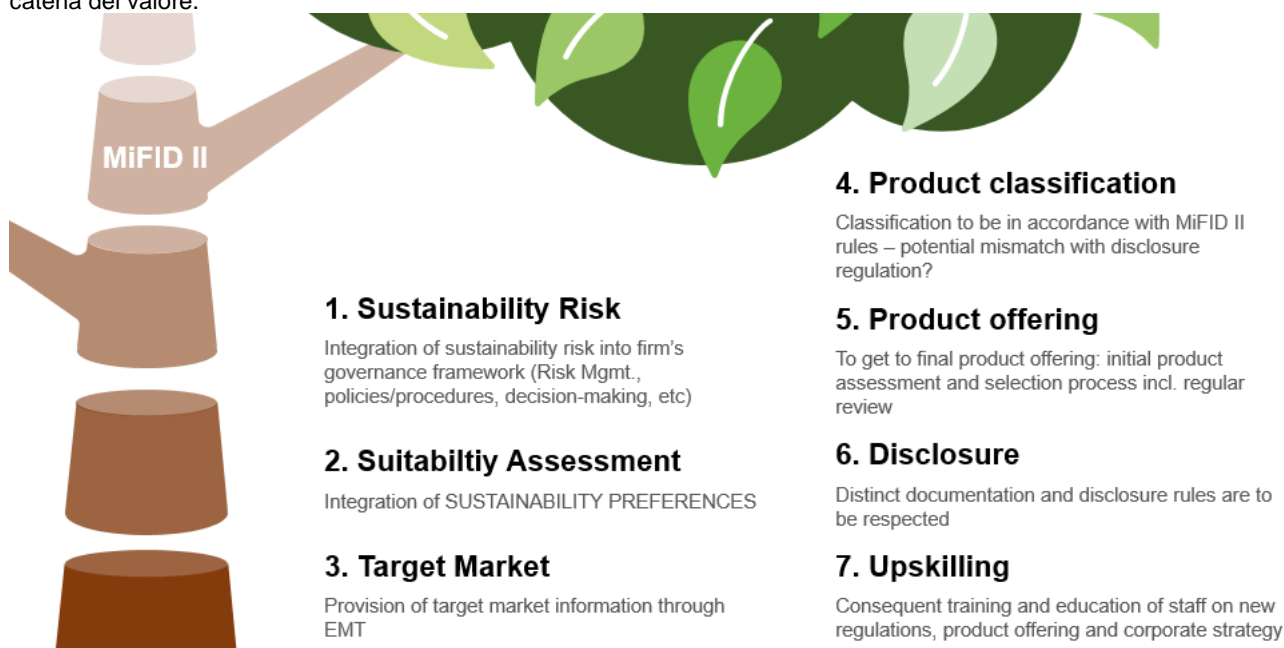 catena del valore.
MiFID II
1. Sustainability Risk
Integration of sustainability risk into firm's
governance framework (Risk Mgmt.,
policies/procedures, decision-making, etc)
2. Suitabiltiy Assessment
Integration of SUSTAINABILITY PREFERENCES
3. Target Market
Provision of target market information through
EMT
4. Product classification
Classification to be in accordance with MiFID II
rules – potential mismatch with disclosure
regulation?
5. Product offering
To get to final product offering: initial product
assessment and selection process incl. regular
review
6. Disclosure
Distinct documentation and disclosure rules are to
be respected
7. Upskilling
Consequent training and education of staff on new
regulations, product offering and corporate strategy